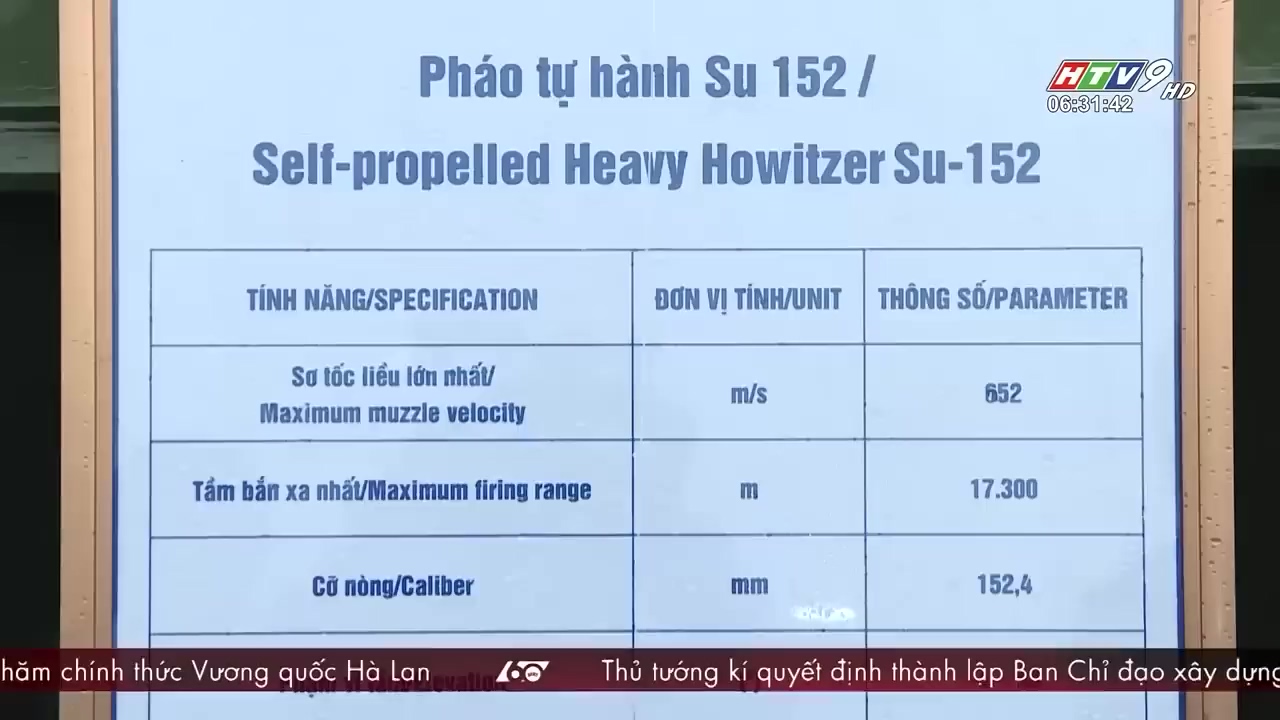 Pháo tự hành Su 152 /
Self-propelled Heavy Howitzer Su-152
HTV9 HD
06:31:42
TÍNH NĂNG/SPECIFICATION ĐƠN VỊ TÍNH/UNIT THÔNG SỐ/PARAMETER
Sơ tốc liều lớn nhất/
Maximum muzzle velocity m/s 652
Tầm bắn xa nhất/Maximum firing range m 17.300
Cỡ nòng/Caliber mm 152,4
hăm chính thức Vương quốc Hà Lan 60 giây Thủ tướng kí quyết định thành lập Ban Chỉ đạo xây dựng